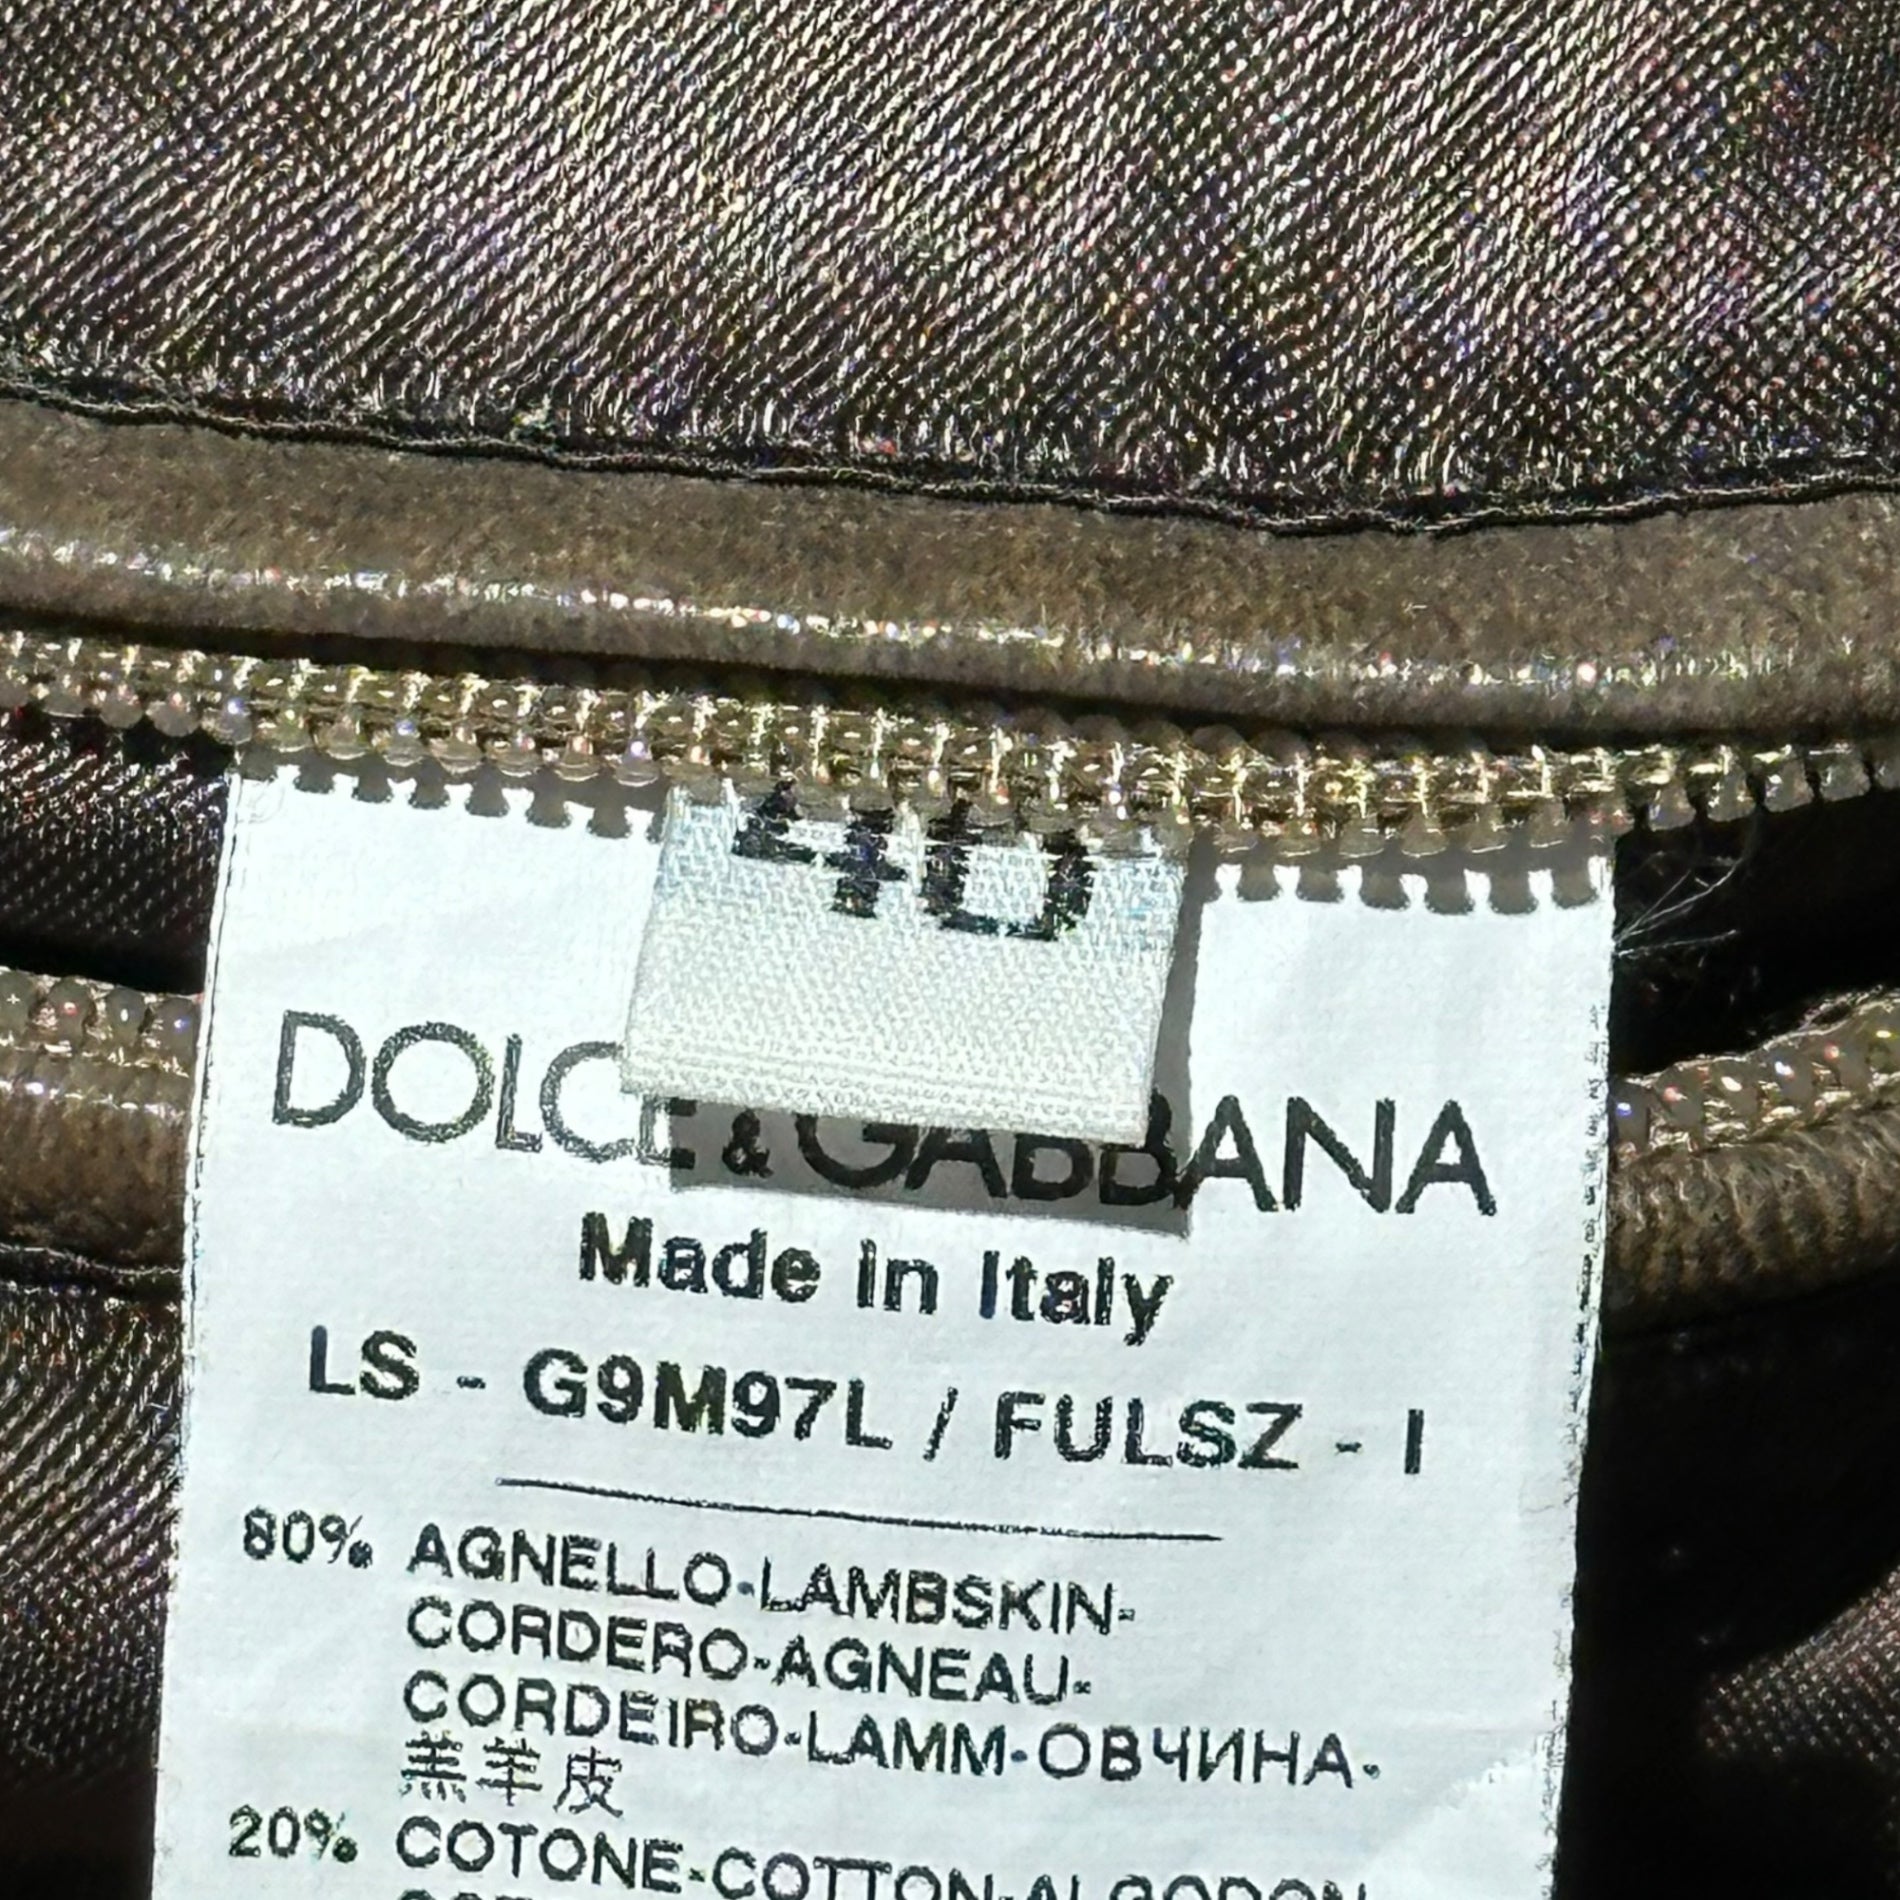 40
DOLCE & GABBANA
Made in Italy
LS - G9M97L / FULSZ - I
80% AGNELLO-LAMBSKIN-
CORDERO-AGNEAU-
CORDEIRO-LAMM-ОВЧИНА-
羔羊皮
20% COTONE-COTTON-ALGODON